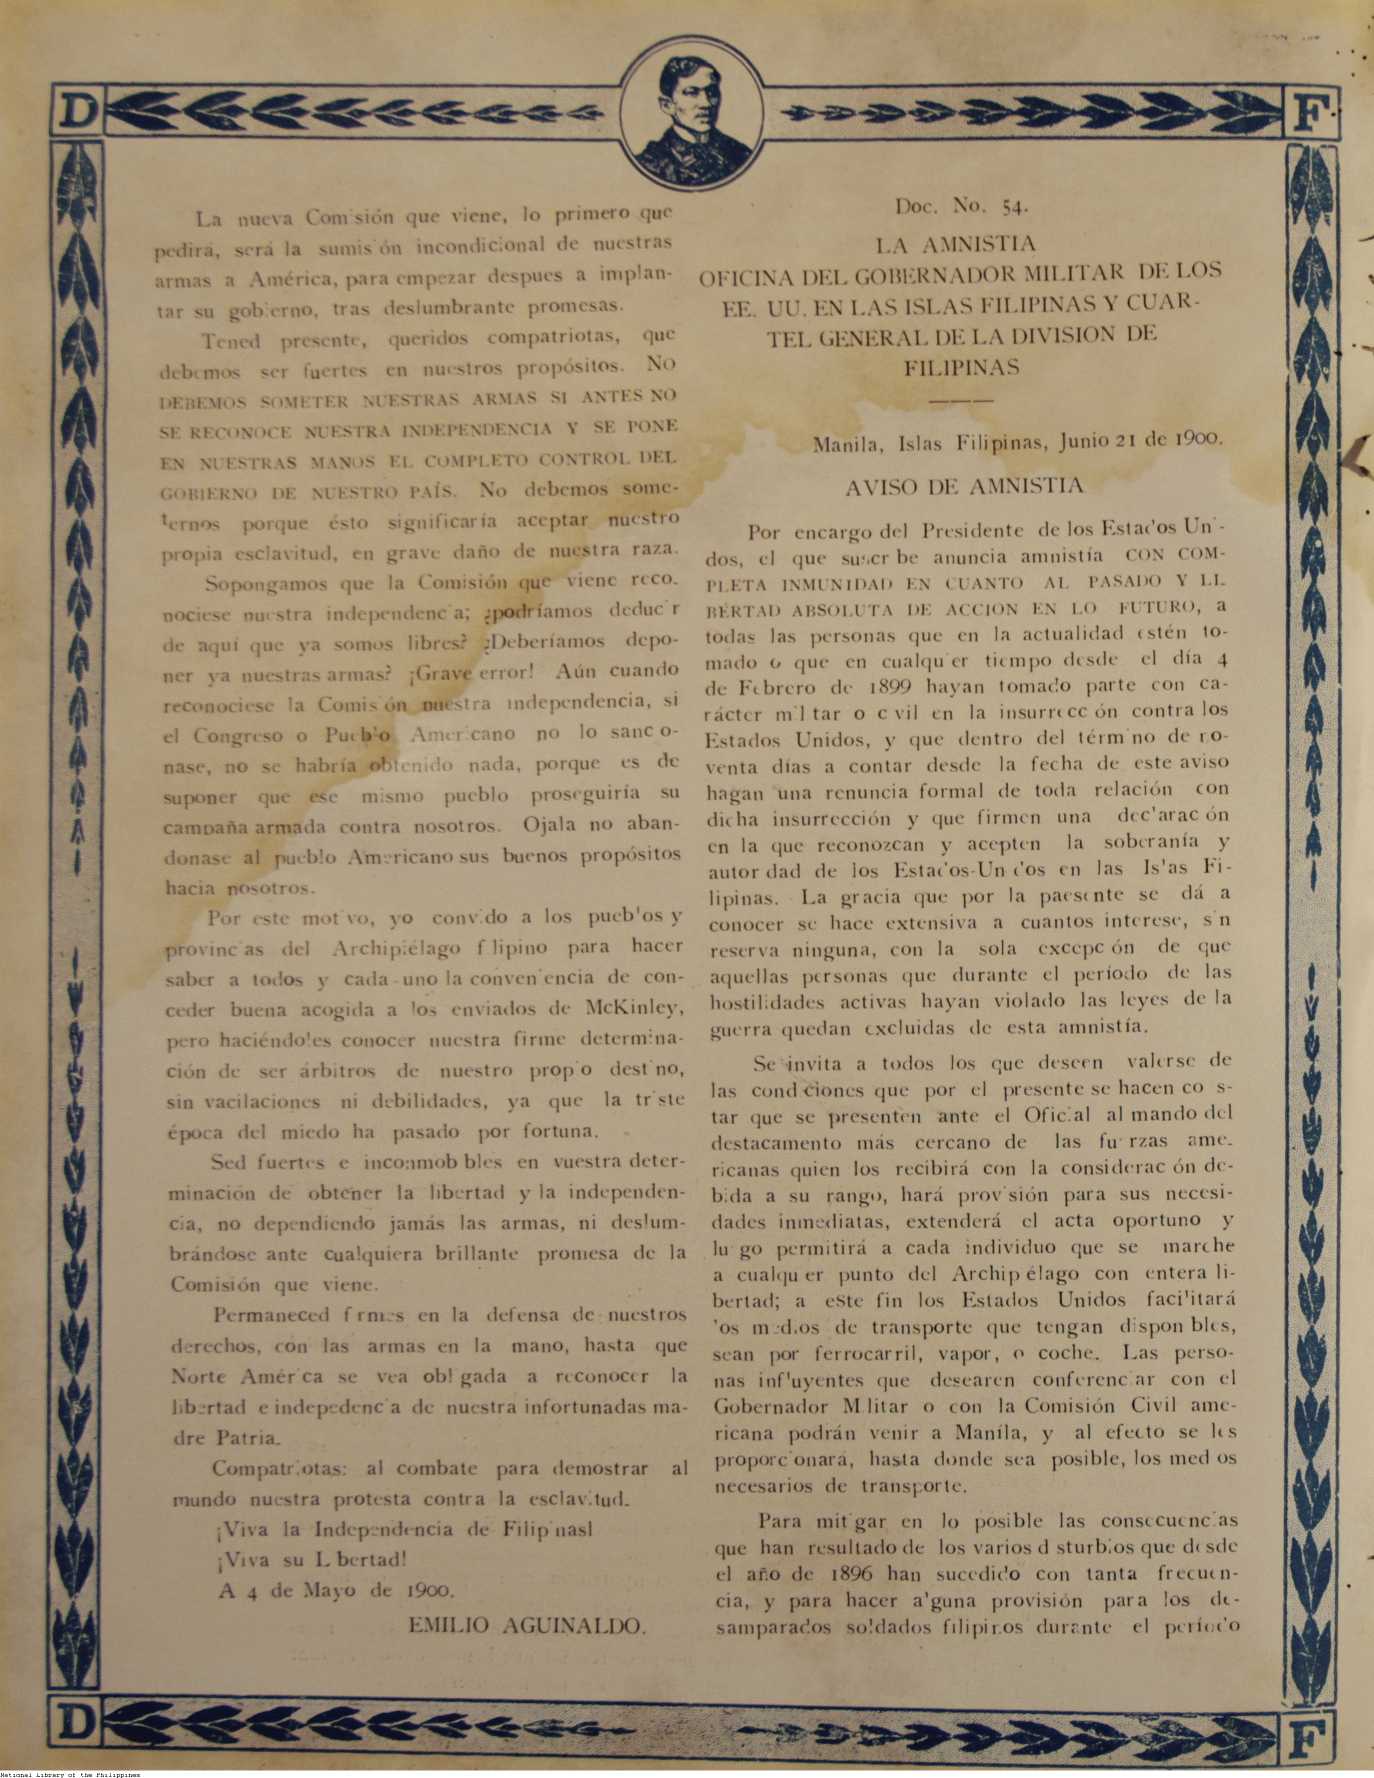 D
F
La nueva Comisión que viene, lo primero que
pedirá, será la sumisión incondicional de nuestras
armas a América, para empezar despues a implan-
tar su gobierno, tras deslumbrante promesas.
Tened presente, queridos compatriotas, que
debemos ser fuertes en nuestros propósitos. NO
DEBEMOS SOMETER NUESTRAS ARMAS SI ANTES NO
SE RECONOCE NUESTRA INDEPENDENCIA Y SE PONE
EN NUESTRAS MANOS EL COMPLETO CONTROL DEL
GOBIERNO DE NUESTRO PAÍS. No debemos some-
ternos porque ésto significaría aceptar nuestro
propia esclavitud, en grave daño de nuestra raza.
Sopongamos que la Comisión que viene reco-
nociese nuestra independencia; ¿podríamos deducir
de aquí que ya somos libres? ¿Deberíamos depo-
ner ya nuestras armas? ¡Grave error! Aún cuando
reconociese la Comisión nuestra independencia, si
el Congreso o Pueblo Americano no lo sancio-
nase, no se habría obtenido nada, porque es de
suponer que ese mismo pueblo proseguiría su
campaña armada contra nosotros. Ojala no aban-
donase al pueblo Americano sus buenos propósitos
hacia nosotros.
Por este motivo, yo convido a los pueblos y
provincias del Archipiélago filipino para hacer
saber a todos y cada uno la conveniencia de con-
ceder buena acogida a los enviados de McKinley,
pero haciéndoles conocer nuestra firme determina-
ción de ser árbitros de nuestro propio destino,
sin vacilaciones ni debilidades, ya que la triste
época del miedo ha pasado por fortuna.
Sed fuertes e inconmobibles en vuestra deter-
minación de obtener la libertad y la independen-
cia, no dependiendo jamás las armas, ni deslum-
brándose ante cualquiera brillante promesa de la
Comisión que viene.
Permaneced firmes en la defensa de nuestros
derechos, con las armas en la mano, hasta que
Norte América se vea obligada a reconocer la
libertad e indepedencia de nuestra infortunadas ma-
dre Patria.
Compatriotas: al combate para demostrar al
mundo nuestra protesta contra la esclavitud.
¡Viva la Independencia de Filipinas!
¡Viva su Libertad!
A 4 de Mayo de 1900.
EMILIO AGUINALDO.
Doc. No. 54.
LA AMNISTIA
OFICINA DEL GOBERNADOR MILITAR DE LOS
EE. UU. EN LAS ISLAS FILIPINAS Y CUAR-
TEL GENERAL DE LA DIVISION DE
FILIPINAS
Manila, Islas Filipinas, Junio 21 de 1900.
AVISO DE AMNISTIA
Por encargo del Presidente de los Estados Uni-
dos, el que suscribe anuncia amnistía CON COM-
PLETA INMUNIDAD EN CUANTO AL PASADO Y LI
BERTAD ABSOLUTA DE ACCION EN LO FUTURO, a
todas las personas que en la actualidad estén to-
mado o que en cualquier tiempo desde el día 4
de Febrero de 1899 hayan tomado parte con ca-
rácter militar o civil en la insurrección contra los
Estados Unidos, y que dentro del término de no-
venta días a contar desde la fecha de este aviso
hagan una renuncia formal de toda relación con
dicha insurrección y que firmen una declaración
en la que reconozcan y acepten la soberanía y
autoridad de los Estados-Unidos en las Islas Fi-
lipinas. La gracia que por la paesente se dá a
conocer se hace extensiva a cuantos interese, sin
reserva ninguna, con la sola excepción de que
aquellas personas que durante el período de las
hostilidades activas hayan violado las leyes de la
guerra quedan excluidas de esta amnistía.
Se invita a todos los que deseen valerse de
las condiciones que por el presente se hacen cons-
tar que se presenten ante el Oficial al mando del
destacamento más cercano de las fuerzas ame-
ricanas quien los recibirá con la consideración de-
bida a su rango, hará provisión para sus necesi-
dades inmediatas, extenderá el acta oportuno y
luego permitirá a cada individuo que se marche
a cualquier punto del Archipiélago con entera li-
bertad; a eSte fin los Estados Unidos facilitará
los medios de transporte que tengan disponibles,
sean por ferrocarril, vapor, o coche. Las perso-
nas influyentes que desearen conferenciar con el
Gobernador Militar o con la Comisión Civil ame-
ricana podrán venir a Manila, y al efecto se les
proporcionará, hasta donde sea posible, los medios
necesarios de transporte.
Para mitigar en lo posible las consecuencias
que han resultado de los varios disturbios que desde
el año de 1896 han sucedido con tanta frecuen-
cia, y para hacer alguna provisión para los de-
samparados soldados filipinos durante el período
D
F
National Library of the Philippines